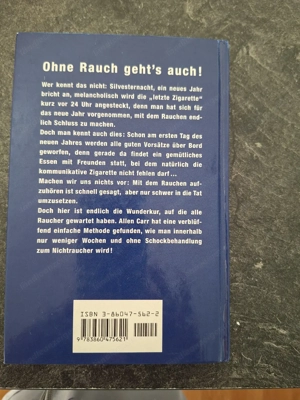 Ohne Rauch geht's auch!
Wer kennt das nicht: Silvesternacht, ein neues Jahr
bricht an, melancholisch wird die „letzte Zigarette"
kurz vor 24 Uhr angesteckt, denn man hat sich für
das neue Jahr vorgenommen, mit dem Rauchen end-
lich Schluss zu machen.
Doch man kennt auch dies: Schon am ersten Tag des
neuen Jahres werden alle guten Vorsätze über Bord
geworfen, denn gerade da findet ein gemütliches
Essen mit Freunden statt, bei dem natürlich die
kommunikative Zigarette nicht fehlen darf...
Machen wir uns nichts vor: Mit dem Rauchen auf-
zuhören ist schnell gesagt, aber nur schwer in die Tat
umzusetzen.
Doch hier ist endlich die Wunderkur, auf die alle
Raucher gewartet haben. Allen Carr hat eine verblüf-
fend einfache Methode gefunden, wie man innerhalb
nur weniger Wochen und ohne Schockbehandlung
zum Nichtraucher wird!
ISBN 3-86047-562-2
9 783860 475621